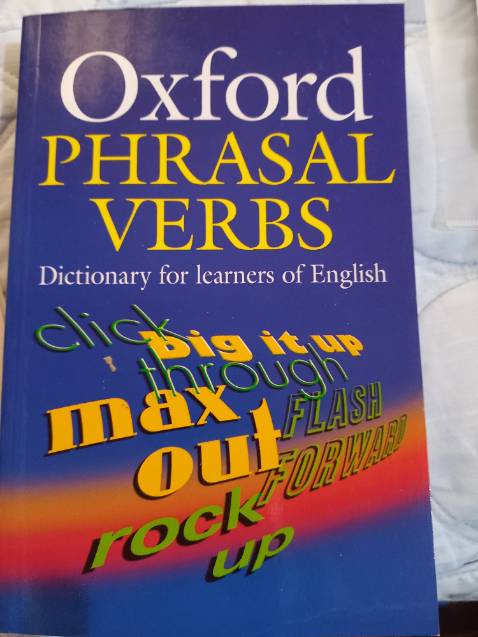 Oxford
PHRASAL
VERBS
Dictionary for learners of English
click
big it up
through
max
FLASH
out
FORWARD
rock
up